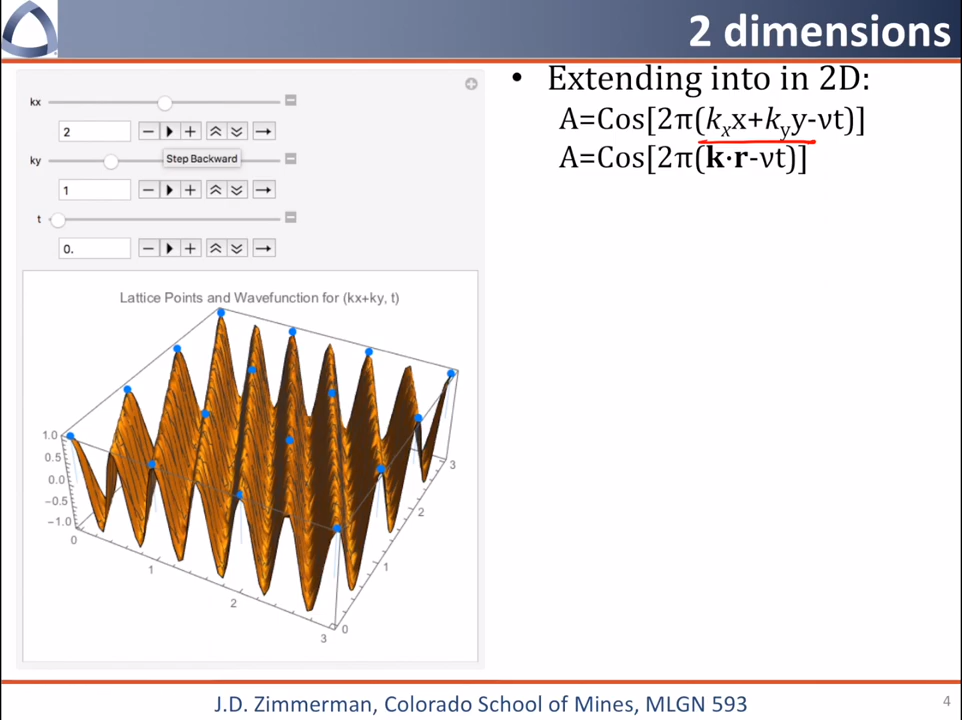 2 dimensions
kx
2
Step Backward
ky
1
t
0.
Lattice Points and Wavefunction for (kx+ky, t)
1.0
0.5
0.0
−0.5
−1.0
0
1
2
3
0
1
2
3
• Extending into in 2D:
A=Cos[2π(kxx+kyy-νt)]
A=Cos[2π(k·r-νt)]
J.D. Zimmerman, Colorado School of Mines, MLGN 593
4